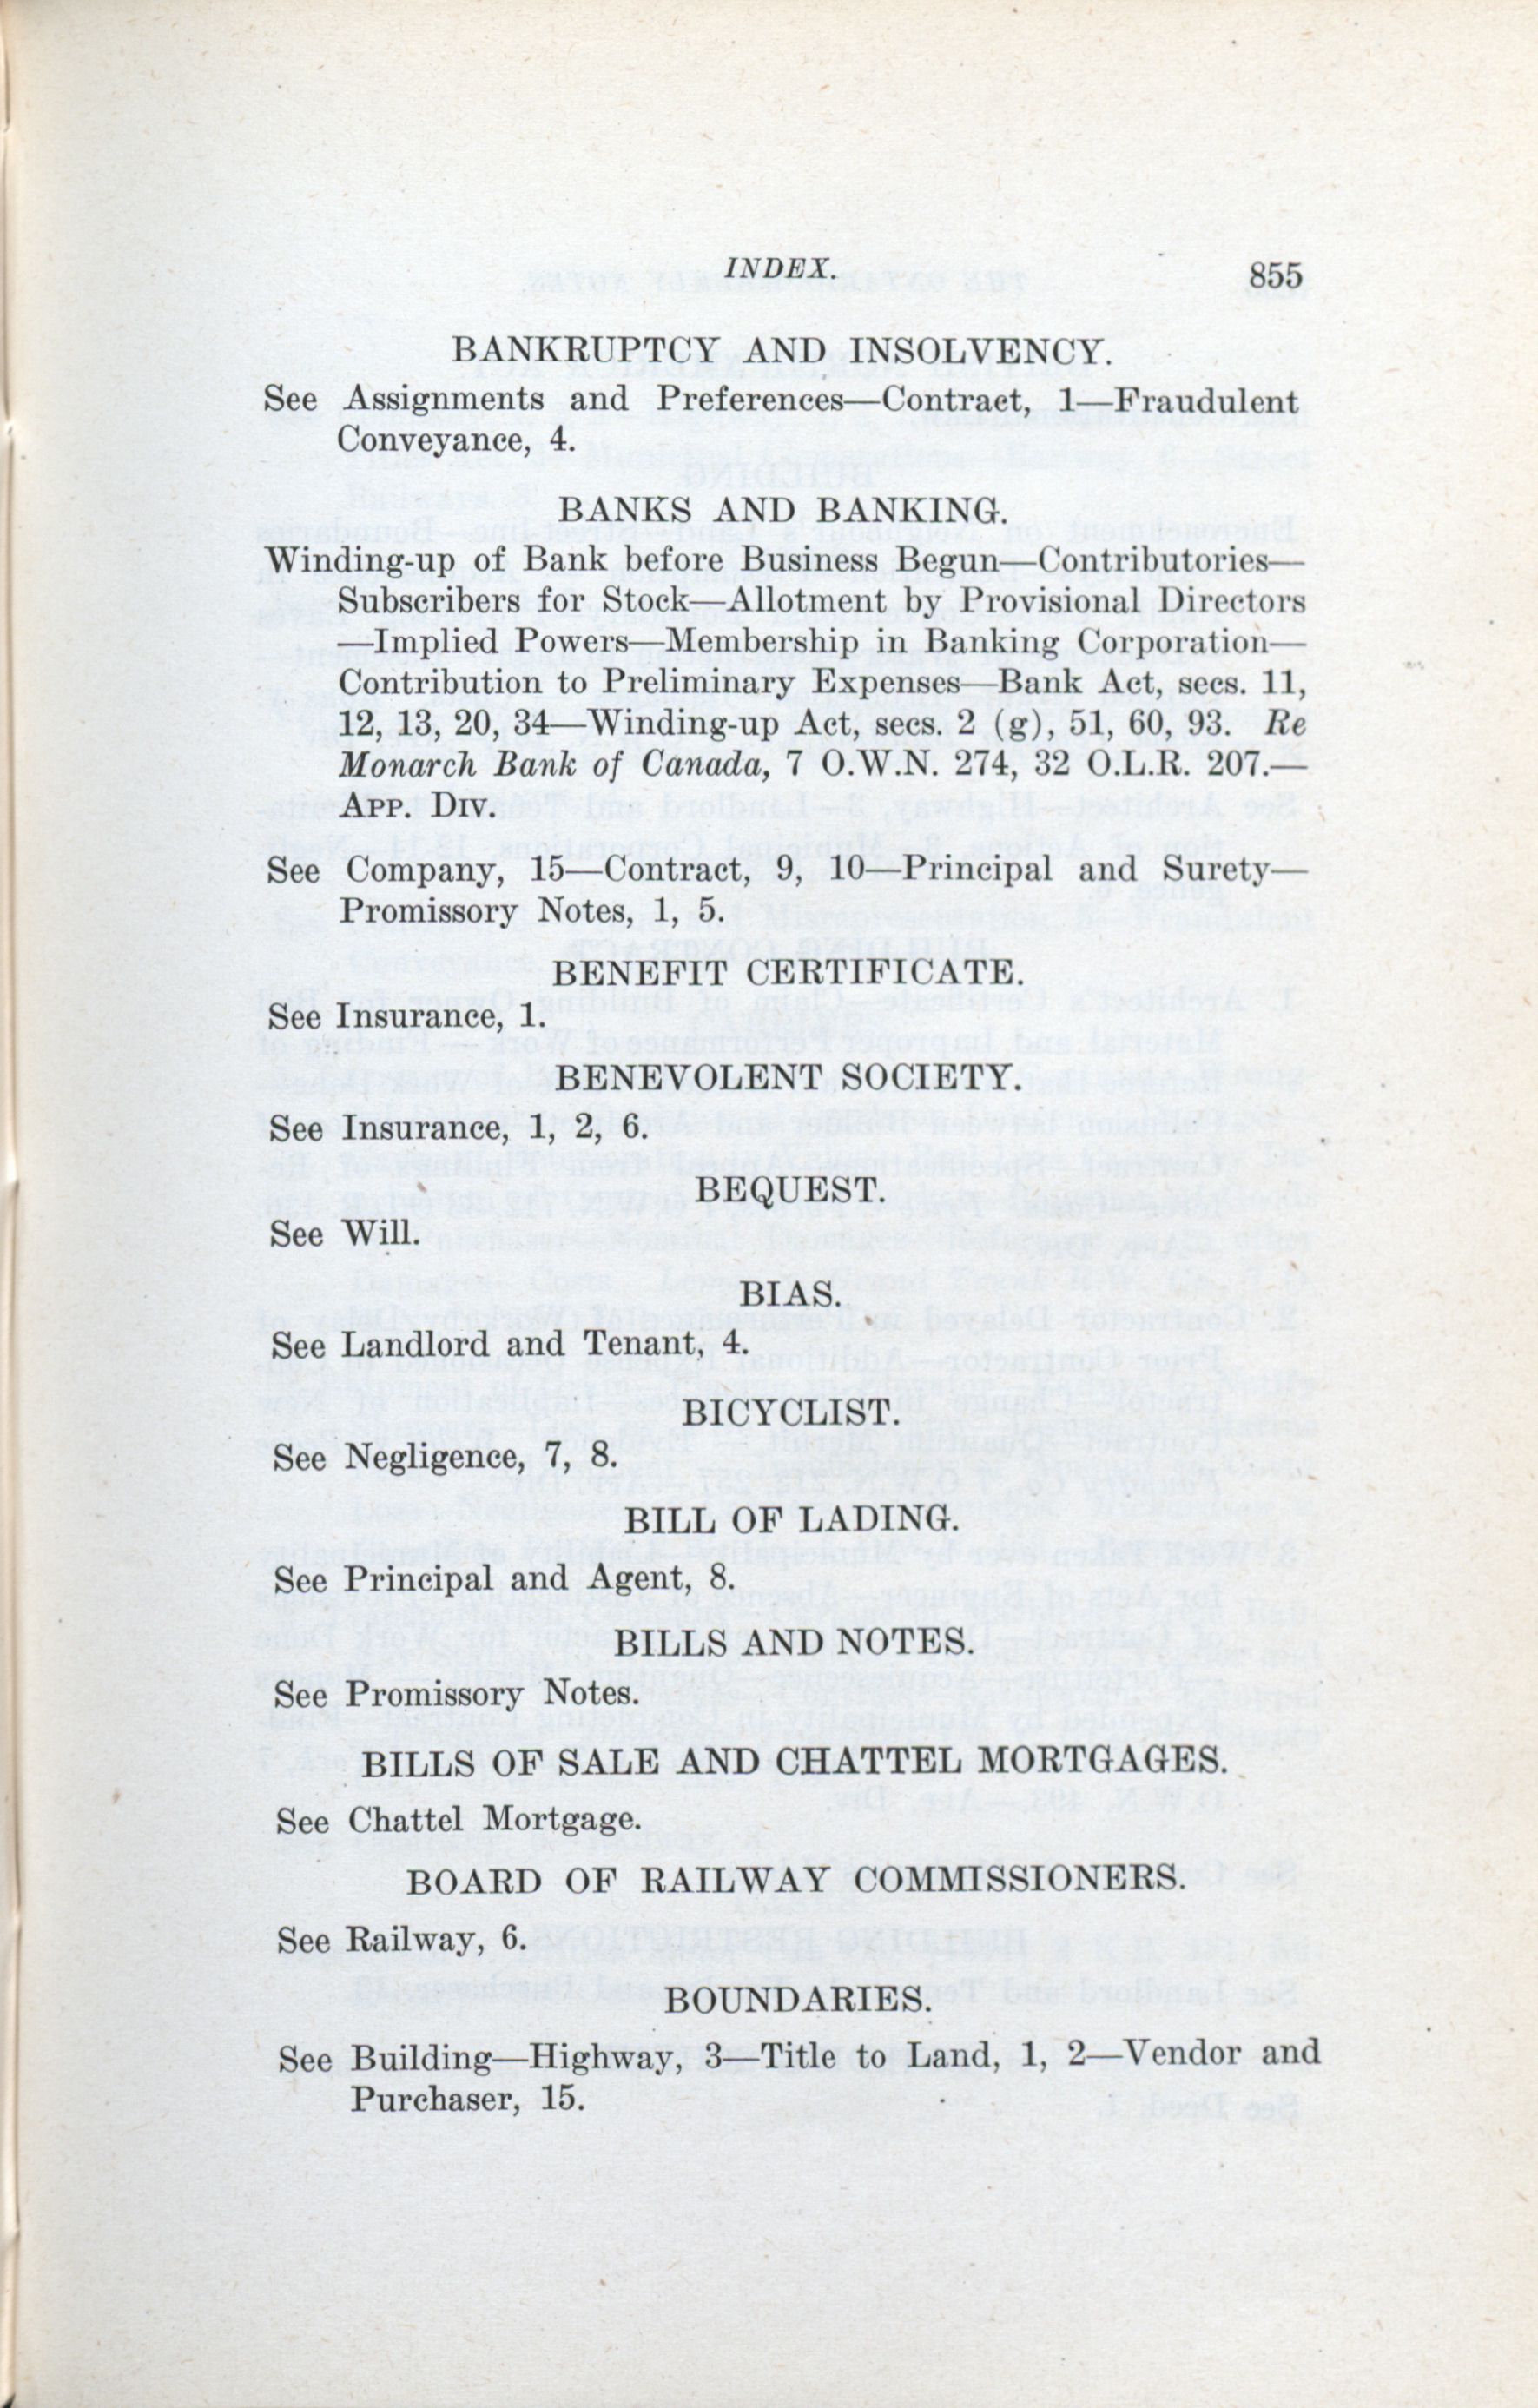 INDEX.
855
BANKRUPTCY AND INSOLVENCY.
See Assignments and Preferences—Contract, 1—Fraudulent
Conveyance, 4.
BANKS AND BANKING.
Winding-up of Bank before Business Begun—Contributories—
Subscribers for Stock—Allotment by Provisional Directors
—Implied Powers—Membership in Banking Corporation—
Contribution to Preliminary Expenses—Bank Act, secs. 11,
12, 13, 20, 34—Winding-up Act, secs. 2 (g), 51, 60, 93. Re
Monarch Bank of Canada, 7 O.W.N. 274, 32 O.L.R. 207.—
APP. DIV.
See Company, 15—Contract, 9, 10—Principal and Surety—
Promissory Notes, 1, 5.
BENEFIT CERTIFICATE.
See Insurance, 1.
BENEVOLENT SOCIETY.
See Insurance, 1, 2, 6.
BEQUEST.
See Will.
BIAS.
See Landlord and Tenant, 4.
BICYCLIST.
See Negligence, 7, 8.
BILL OF LADING.
See Principal and Agent, 8.
BILLS AND NOTES.
See Promissory Notes.
BILLS OF SALE AND CHATTEL MORTGAGES.
See Chattel Mortgage.
BOARD OF RAILWAY COMMISSIONERS.
See Railway, 6.
BOUNDARIES.
See Building—Highway, 3—Title to Land, 1, 2—Vendor and
Purchaser, 15.